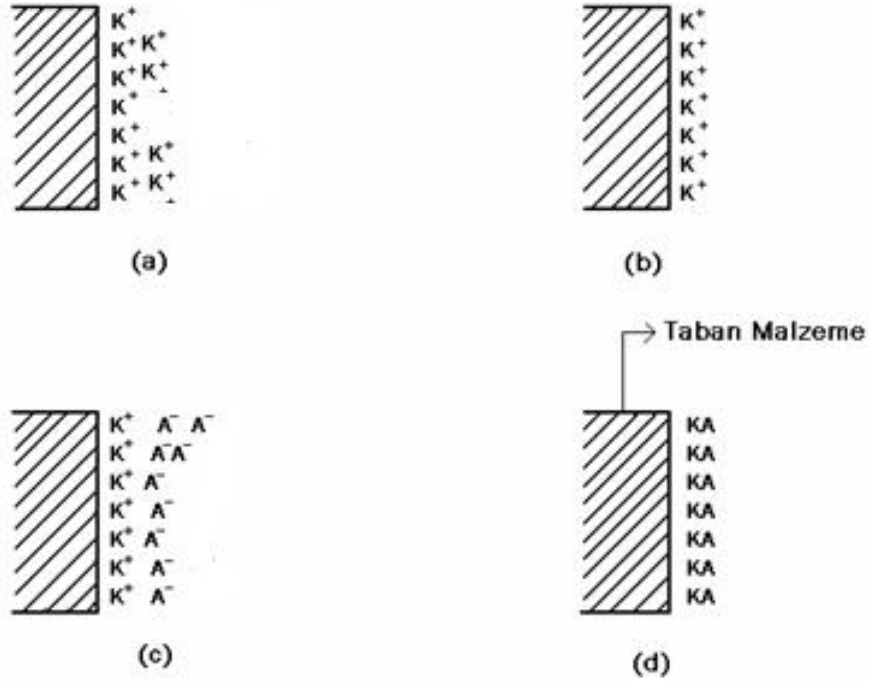 K⁺
K⁺ K⁺
K⁺ K⁺
K⁺
K⁺
K⁺ K⁺
K⁺ K⁺
(a)
K⁺
K⁺
K⁺
K⁺
K⁺
K⁺
K⁺
(b)
K⁺ A⁻ A⁻
K⁺ A⁻ A⁻
K⁺ A⁻
K⁺ A⁻
K⁺ A⁻
K⁺ A⁻
K⁺ A⁻
(c)
Taban Malzeme
KA
KA
KA
KA
KA
KA
KA
(d)